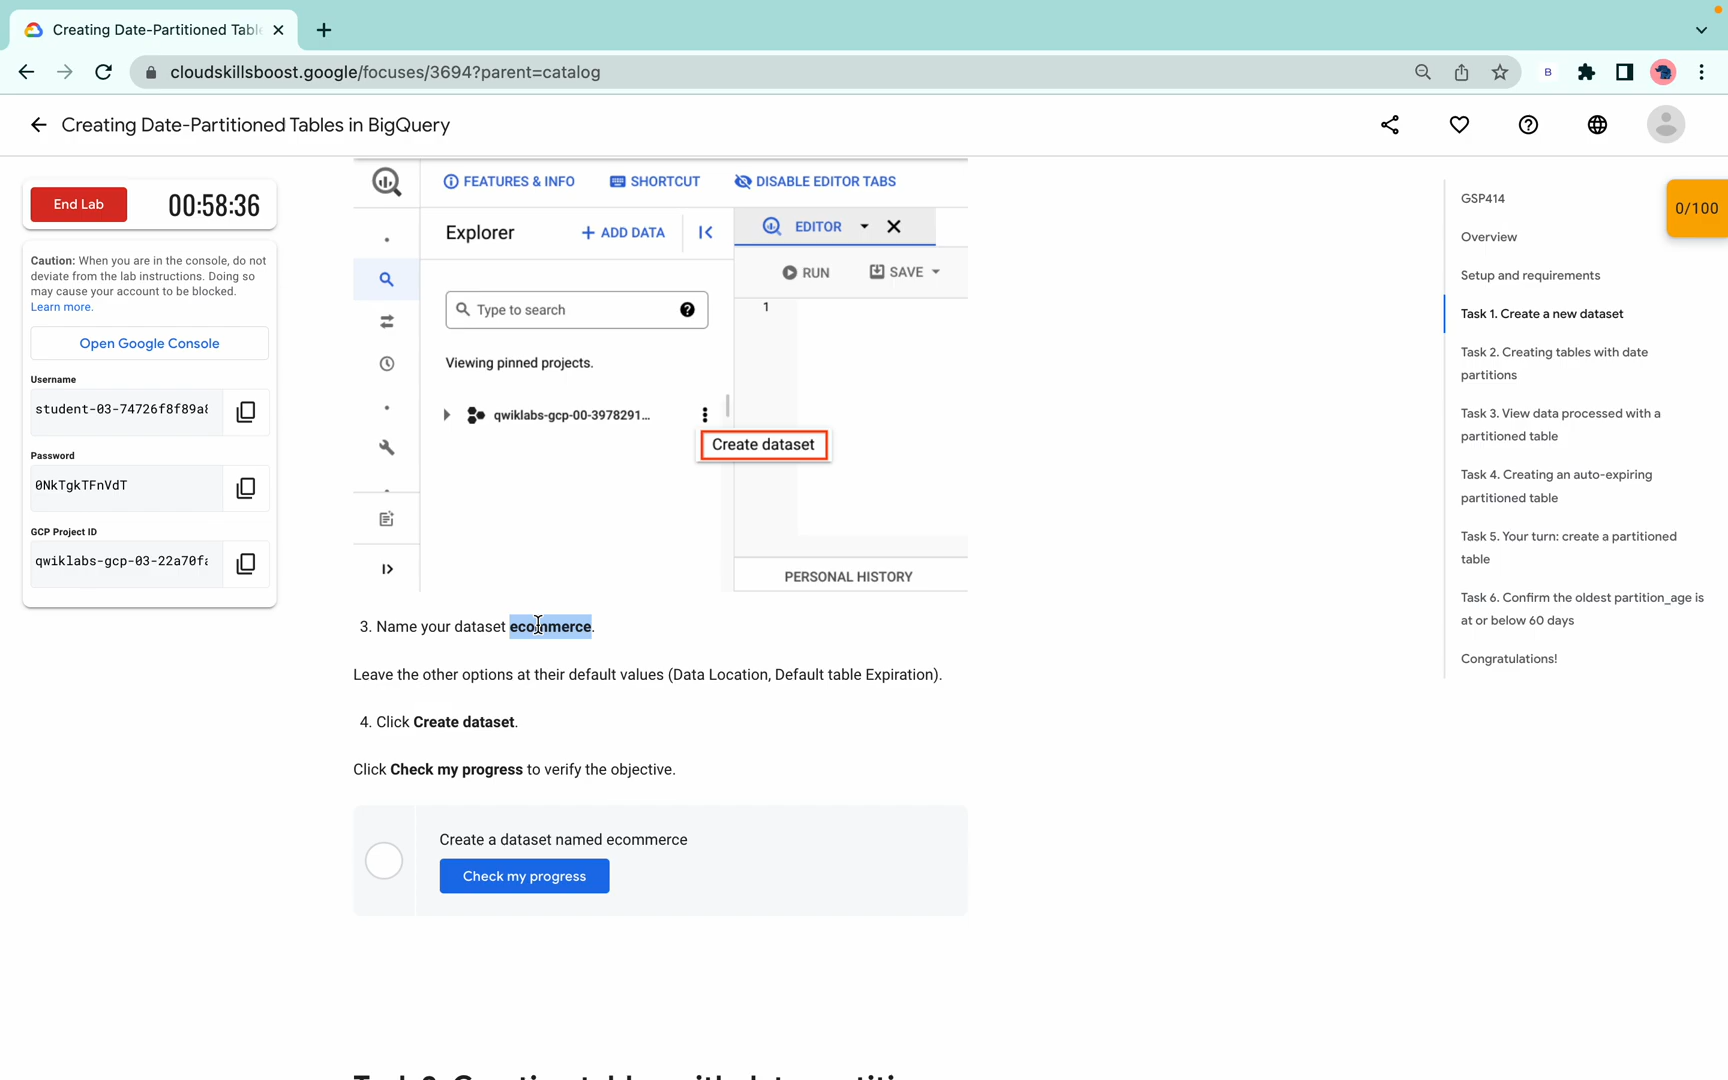 Creating Date-Partitioned Tabl
cloudskillsboost.google/focuses/3694?parent=catalog
B
Creating Date-Partitioned Tables in BigQuery
End Lab
00:58:36
Caution: When you are in the console, do not
deviate from the lab instructions. Doing so
may cause your account to be blocked.
Learn more.
Open Google Console
Username
student-03-74726f8f89a8
Password
0NkTgkTFnVdT
GCP Project ID
qwiklabs-gcp-03-22a70f
FEATURES & INFO
SHORTCUT
DISABLE EDITOR TABS
Explorer
+ ADD DATA
EDITOR
RUN
SAVE
Type to search
1
Viewing pinned projects.
qwiklabs-gcp-00-3978291...
Create dataset
PERSONAL HISTORY
3. Name your dataset ecommerce.
Leave the other options at their default values (Data Location, Default table Expiration).
4. Click Create dataset.
Click Check my progress to verify the objective.
Create a dataset named ecommerce
Check my progress
GSP414
Overview
Setup and requirements
Task 1. Create a new dataset
Task 2. Creating tables with date
partitions
Task 3. View data processed with a
partitioned table
Task 4. Creating an auto-expiring
partitioned table
Task 5. Your turn: create a partitioned
table
Task 6. Confirm the oldest partition_age is
at or below 60 days
Congratulations!
0/100